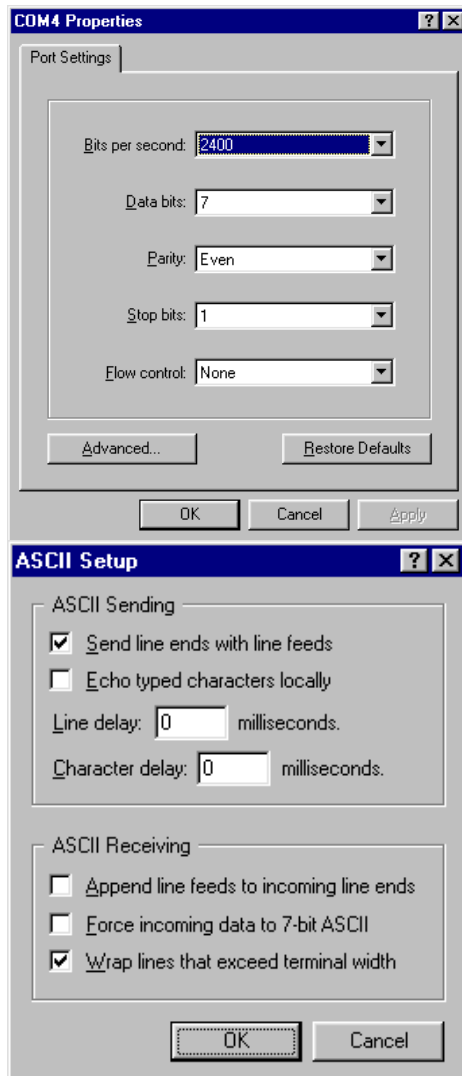 COM4 Properties
Port Settings
Bits per second: 2400
Data bits: 7
Parity: Even
Stop bits: 1
Flow control: None
Advanced...
Restore Defaults
OK Cancel Apply
ASCII Setup
ASCII Sending
Send line ends with line feeds
Echo typed characters locally
Line delay: 0 milliseconds.
Character delay: 0 milliseconds.
ASCII Receiving
Append line feeds to incoming line ends
Force incoming data to 7-bit ASCII
Wrap lines that exceed terminal width
OK Cancel